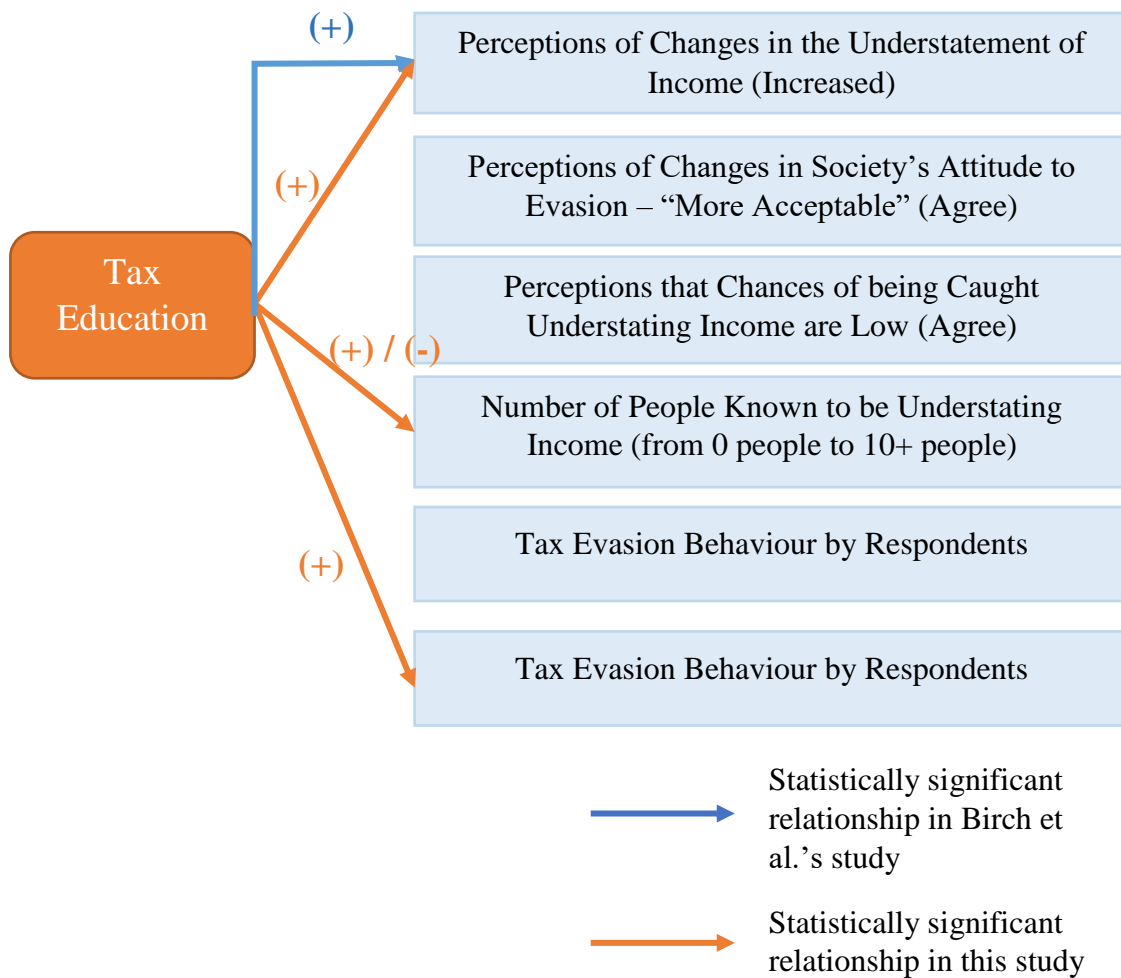 (+)
Perceptions of Changes in the Understatement of
Income (Increased)
Perceptions of Changes in Society’s Attitude to
Evasion – “More Acceptable” (Agree)
(+)
Tax
Education
Perceptions that Chances of being Caught
Understating Income are Low (Agree)
(+) / (-)
Number of People Known to be Understating
Income (from 0 people to 10+ people)
Tax Evasion Behaviour by Respondents
(+)
Tax Evasion Behaviour by Respondents
Statistically significant
relationship in Birch et
al.’s study
Statistically significant
relationship in this study